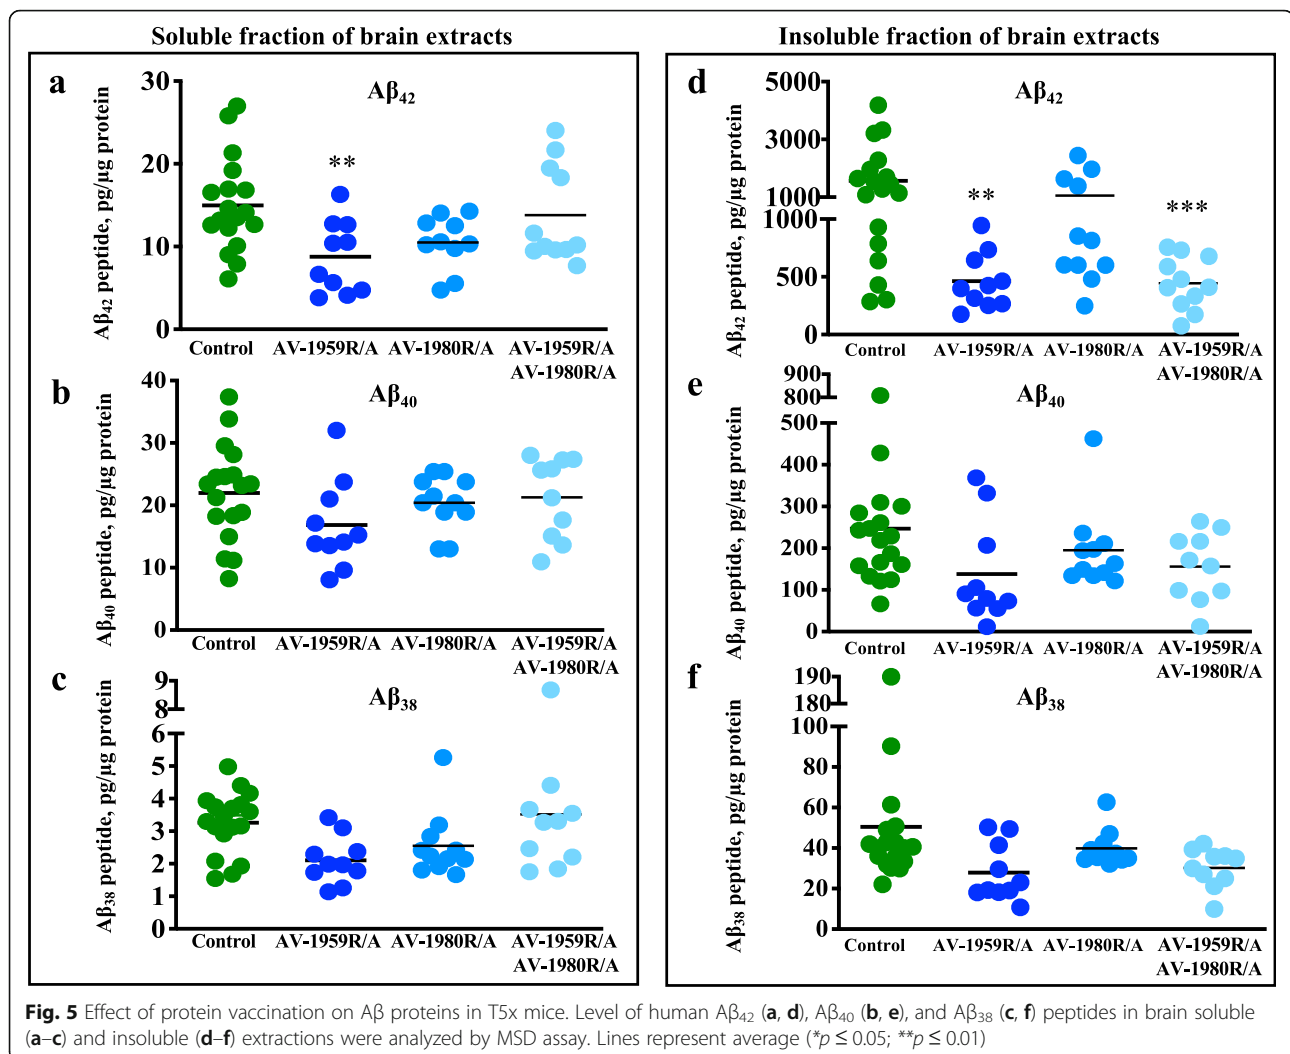 Soluble fraction of brain extracts
a
Aβ42
Aβ42 peptide, pg/µg protein
30
20
10
0
**
Control AV-1959R/A AV-1980R/A AV-1959R/A
AV-1980R/A
b
Aβ40
Aβ40 peptide, pg/µg protein
40
30
20
10
0
Control AV-1959R/A AV-1980R/A AV-1959R/A
AV-1980R/A
c
Aβ38
Aβ38 peptide, pg/µg protein
9
8
6
5
4
3
2
1
0
Control AV-1959R/A AV-1980R/A AV-1959R/A
AV-1980R/A
Insoluble fraction of brain extracts
d
Aβ42
Aβ42 peptide, pg/µg protein
5000
3000
1000
1000
500
0
**
***
Control AV-1959R/A AV-1980R/A AV-1959R/A
AV-1980R/A
e
Aβ40
Aβ40 peptide, pg/µg protein
900
800
500
400
300
200
100
0
Control AV-1959R/A AV-1980R/A AV-1959R/A
AV-1980R/A
f
Aβ38
Aβ38 peptide, pg/µg protein
190
180
100
80
60
40
20
0
Control AV-1959R/A AV-1980R/A AV-1959R/A
AV-1980R/A
Fig. 5 Effect of protein vaccination on Aβ proteins in T5x mice. Level of human Aβ42 (a, d), Aβ40 (b, e), and Aβ38 (c, f) peptides in brain soluble
(a–c) and insoluble (d–f) extractions were analyzed by MSD assay. Lines represent average (*p ≤ 0.05; **p ≤ 0.01)